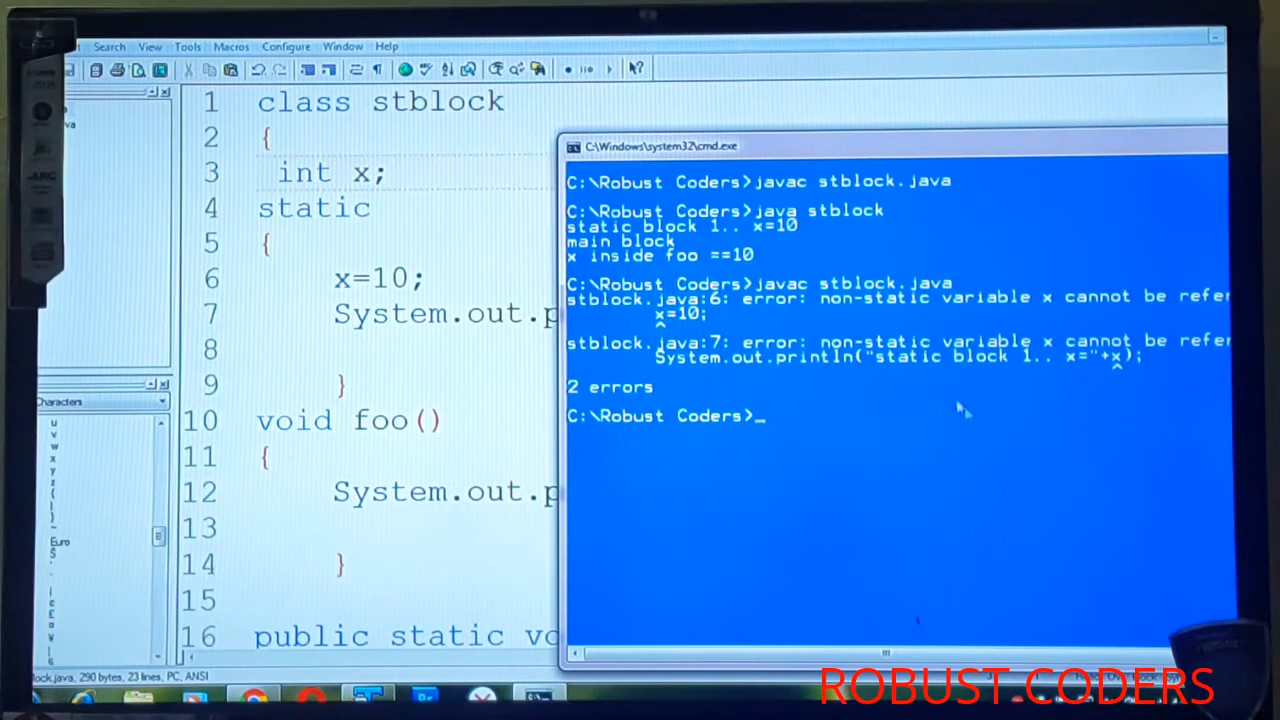 Search View Tools Macros Configure Window Help
1 class stblock
2 {
3 int x;
4 static
5 {
6 x=10;
7 System.out.p
8
9 }
10 void foo()
11 {
12 System.out.p
13
14 }
15
16 public static vo
C:\Windows\system32\cmd.exe
C:\Robust Coders>javac stblock.java
C:\Robust Coders>java stblock
static block 1.. x=10
main block
x inside foo ==10
C:\Robust Coders>javac stblock.java
stblock.java:6: error: non-static variable x cannot be refer
x=10;
^
stblock.java:7: error: non-static variable x cannot be refer
System.out.println("static block 1.. x="+x);
^
2 errors
C:\Robust Coders>_
Characters
u
v
w
x
y
z
{
|
}
~
Euro
lock.java, 290 bytes, 23 lines, PC, ANSI
ROBUST CODERS